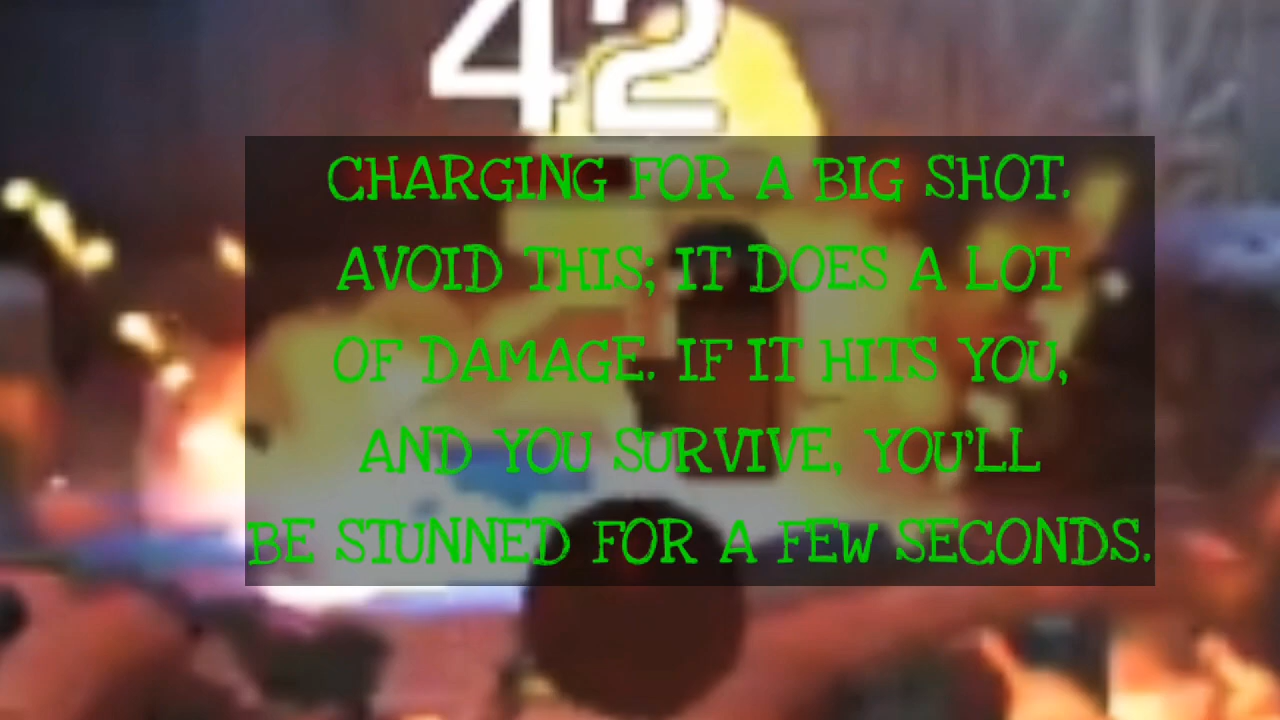 42
CHARGING FOR A BIG SHOT.
AVOID THIS; IT DOES A LOT
OF DAMAGE. IF IT HITS YOU,
AND YOU SURVIVE, YOU'LL
BE STUNNED FOR A FEW SECONDS.